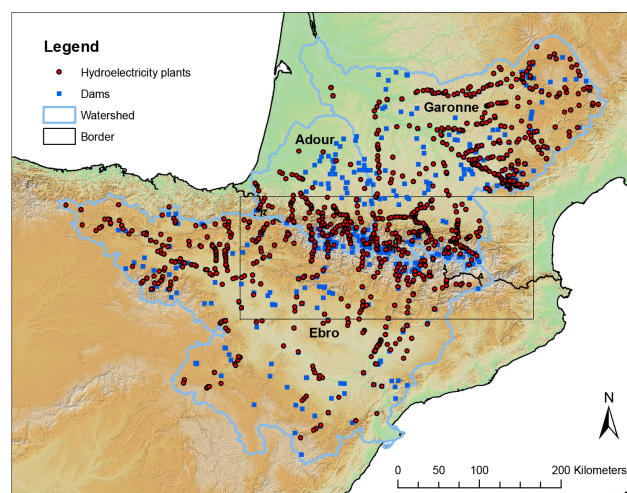 Legend
Hydroelectricity plants
Dams
Watershed
Border
Garonne
Adour
Ebro
N
0 50 100 200 Kilometers